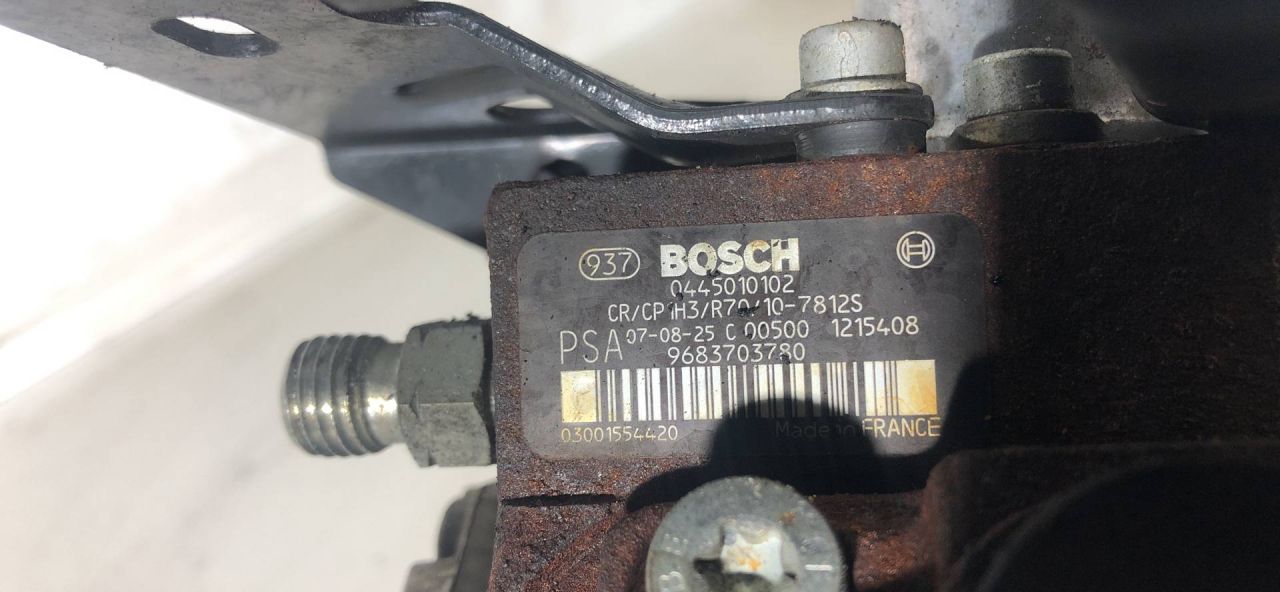 937 BOSCH
0445010102
CR/CP1H3/R70/10-7812S
PSA 07-08-25 C 00500 1215408
9683703780
03001554420 Made in FRANCE